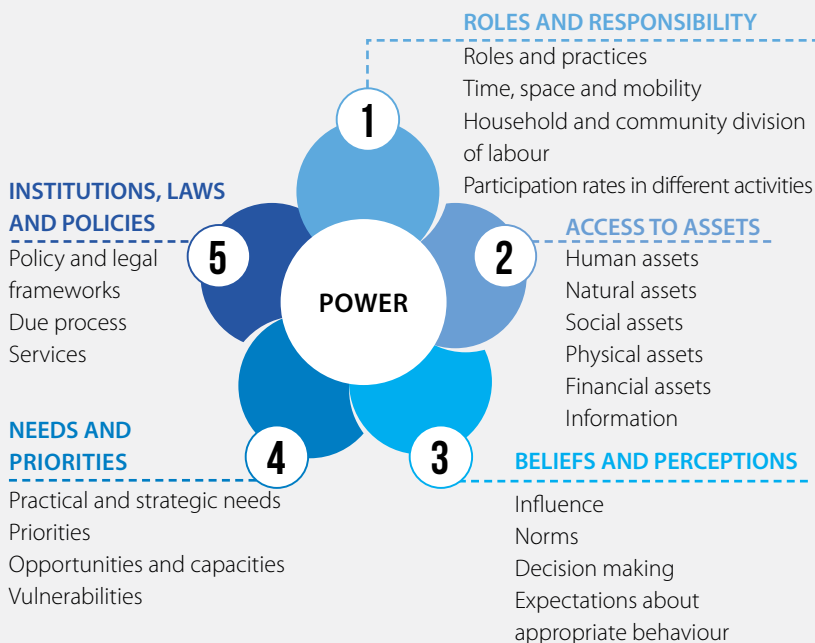 ROLES AND RESPONSIBILITY
Roles and practices
Time, space and mobility
Household and community division
of labour
Participation rates in different activities
1
INSTITUTIONS, LAWS
AND POLICIES
Policy and legal
frameworks
Due process
Services
5
POWER
2
ACCESS TO ASSETS
Human assets
Natural assets
Social assets
Physical assets
Financial assets
Information
NEEDS AND
PRIORITIES
Practical and strategic needs
Priorities
Opportunities and capacities
Vulnerabilities
4
3
BELIEFS AND PERCEPTIONS
Influence
Norms
Decision making
Expectations about
appropriate behaviour